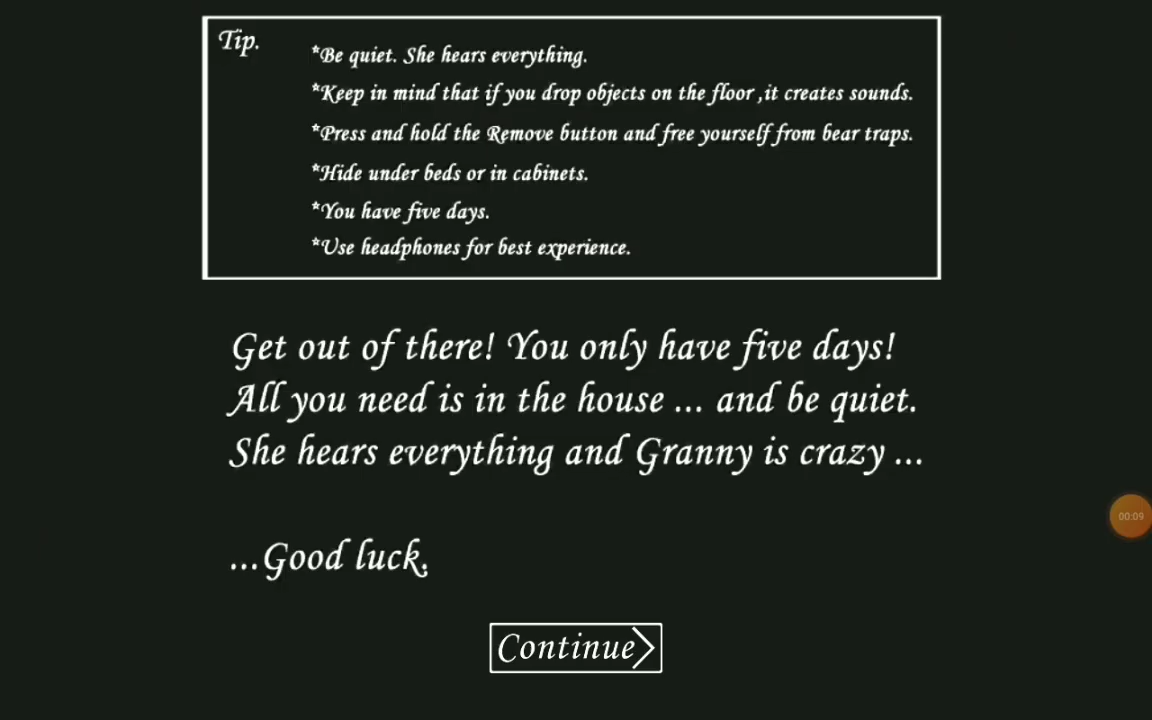 Tip.
*Be quiet. She hears everything.
*Keep in mind that if you drop objects on the floor ,it creates sounds.
*Press and hold the Remove button and free yourself from bear traps.
*Hide under beds or in cabinets.
*You have five days.
*Use headphones for best experience.
Get out of there! You only have five days!
All you need is in the house ... and be quiet.
She hears everything and Granny is crazy ...
00:09
...Good luck.
Continue